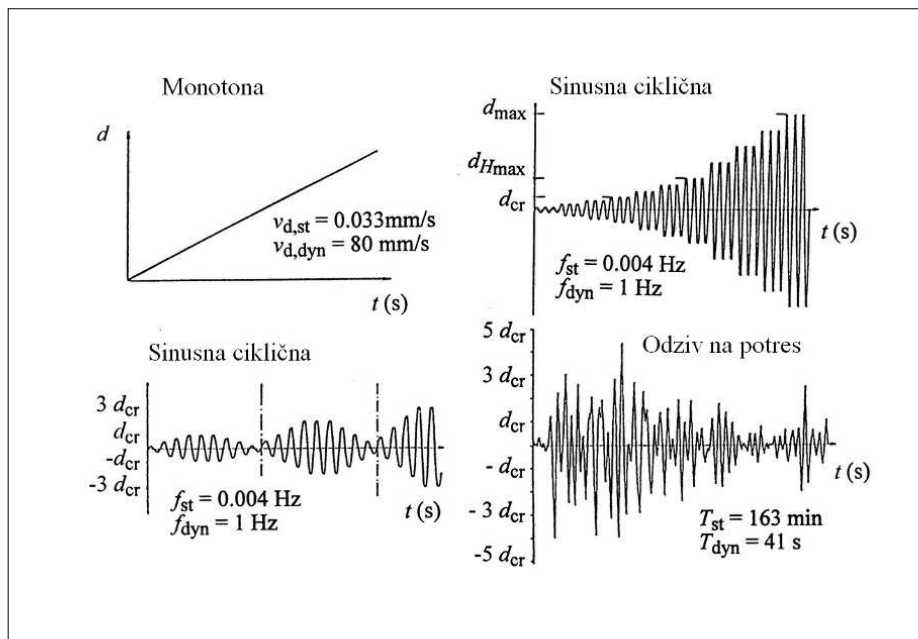 Monotona
d
v_d,st = 0.033mm/s
v_d,dyn = 80 mm/s
t (s)
Sinusna ciklična
d_max
d_Hmax
d_cr
t (s)
f_st = 0.004 Hz
f_dyn = 1 Hz
Sinusna ciklična
3 d_cr
d_cr
-d_cr
-3 d_cr
t (s)
f_st = 0.004 Hz
f_dyn = 1 Hz
Odziv na potres
5 d_cr
3 d_cr
d_cr
- d_cr
- 3 d_cr
-5 d_cr
t (s)
T_st = 163 min
T_dyn = 41 s